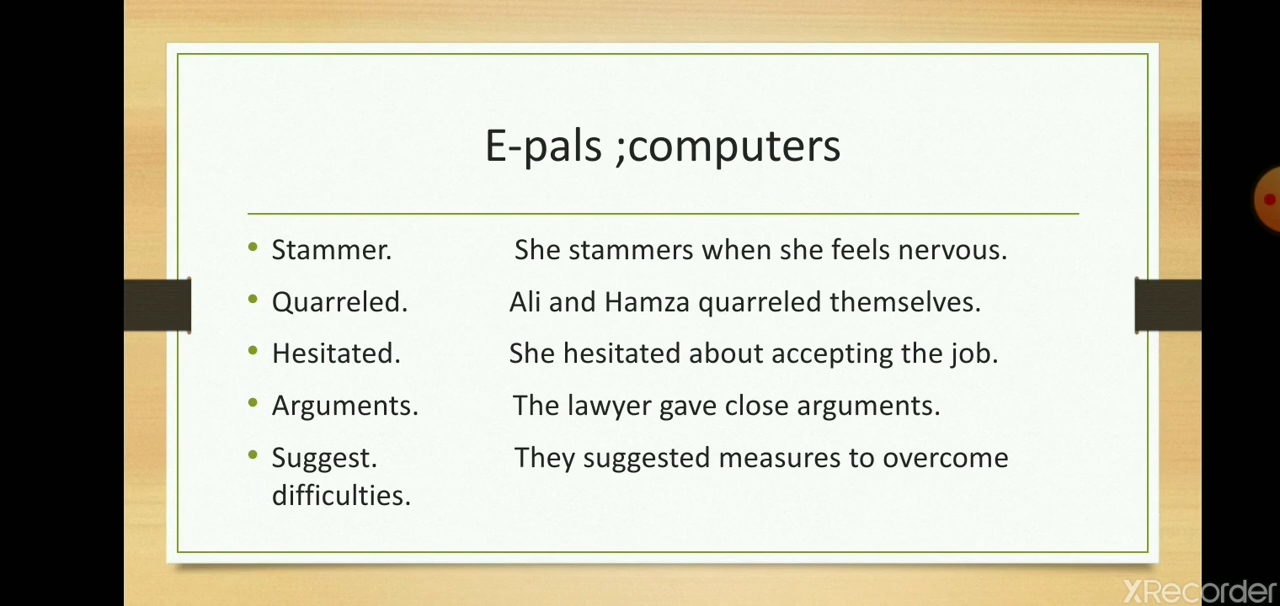 E-pals ;computers
Stammer. She stammers when she feels nervous.
Quarreled. Ali and Hamza quarreled themselves.
Hesitated. She hesitated about accepting the job.
Arguments. The lawyer gave close arguments.
Suggest. They suggested measures to overcome
difficulties.
XRecorder